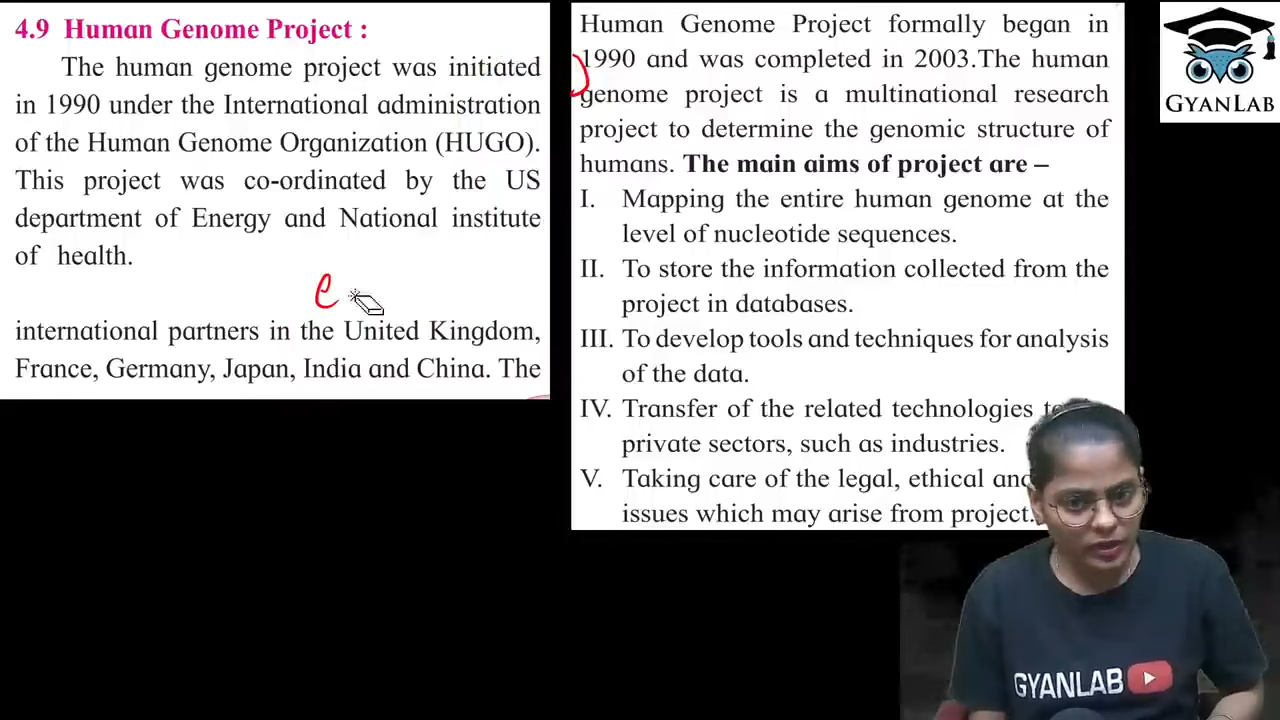 4.9 Human Genome Project :
The human genome project was initiated
in 1990 under the International administration
of the Human Genome Organization (HUGO).
This project was co-ordinated by the US
department of Energy and National institute
of health.
e
international partners in the United Kingdom,
France, Germany, Japan, India and China. The
Human Genome Project formally began in
1990 and was completed in 2003.The human
genome project is a multinational research
project to determine the genomic structure of
humans. The main aims of project are –
I. Mapping the entire human genome at the
level of nucleotide sequences.
II. To store the information collected from the
project in databases.
III. To develop tools and techniques for analysis
of the data.
IV. Transfer of the related technologies
private sectors, such as industries.
V. Taking care of the legal, ethical
issues which may arise from project.
GYANLAB
GYANLAB